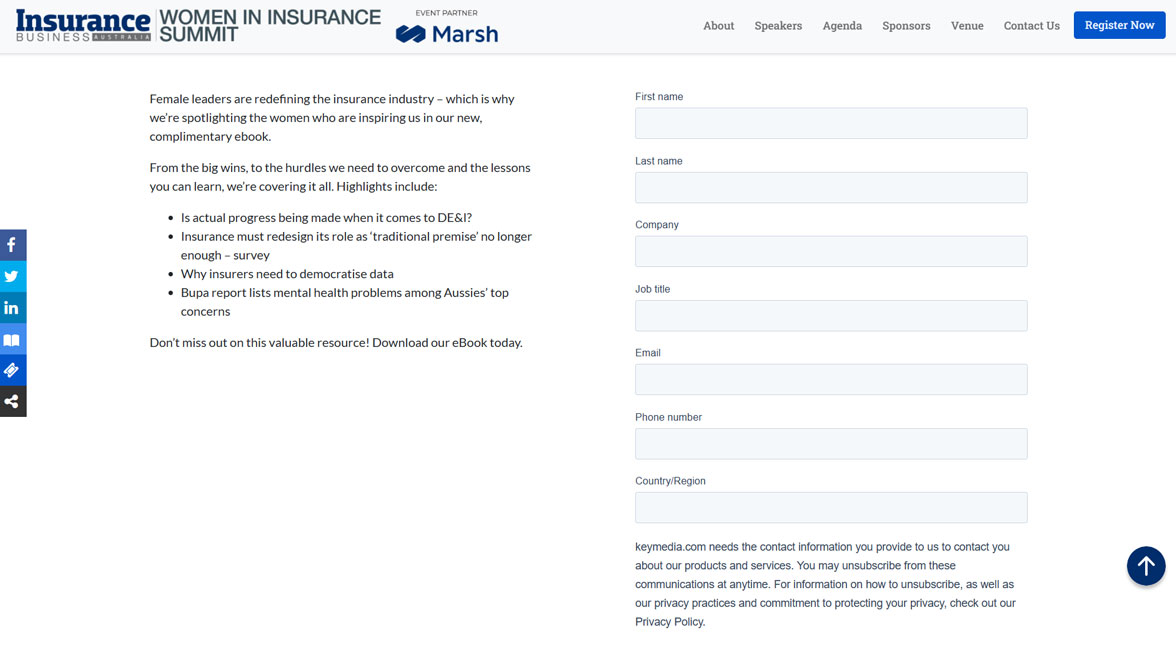 Insurance
BUSINESS AUSTRALIA
WOMEN IN INSURANCE
SUMMIT
EVENT PARTNER
Marsh
About
Speakers
Agenda
Sponsors
Venue
Contact Us
Register Now
Female leaders are redefining the insurance industry – which is why
we’re spotlighting the women who are inspiring us in our new,
complimentary ebook.
From the big wins, to the hurdles we need to overcome and the lessons
you can learn, we’re covering it all. Highlights include:
• Is actual progress being made when it comes to DE&I?
• Insurance must redesign its role as ‘traditional premise’ no longer
enough – survey
• Why insurers need to democratise data
• Bupa report lists mental health problems among Aussies’ top
concerns
Don’t miss out on this valuable resource! Download our eBook today.
First name
Last name
Company
Job title
Email
Phone number
Country/Region
keymedia.com needs the contact information you provide to us to contact you
about our products and services. You may unsubscribe from these
communications at anytime. For information on how to unsubscribe, as well as
our privacy practices and commitment to protecting your privacy, check out our
Privacy Policy.